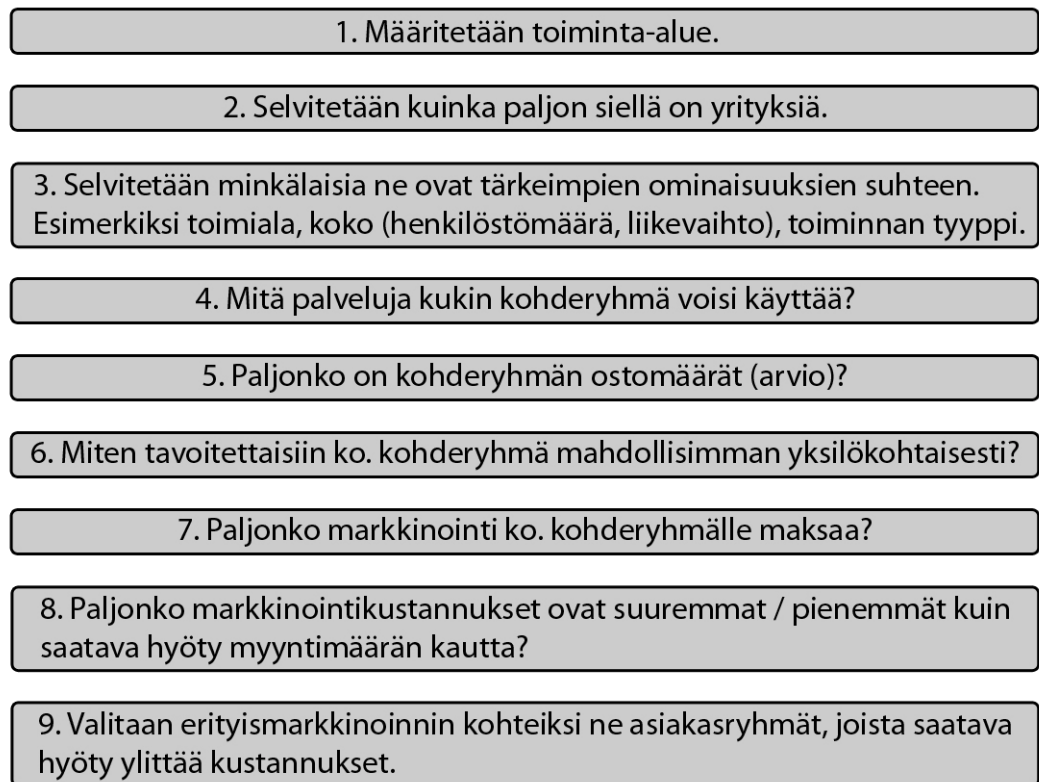 1. Määritetään toiminta-alue.
2. Selvitetään kuinka paljon siellä on yrityksiä.
3. Selvitetään minkälaisia ne ovat tärkeimpien ominaisuuksien suhteen.
Esimerkiksi toimiala, koko (henkilöstömäärä, liikevaihto), toiminnan tyyppi.
4. Mitä palveluja kukin kohderyhmä voisi käyttää?
5. Paljonko on kohderyhmän ostomäärät (arvio)?
6. Miten tavoitettaisiin ko. kohderyhmä mahdollisimman yksilökohtaisesti?
7. Paljonko markkinointi ko. kohderyhmälle maksaa?
8. Paljonko markkinointikustannukset ovat suuremmat / pienemmät kuin
saatava hyöty myyntimäärän kautta?
9. Valitaan erityismarkkinoinnin kohteiksi ne asiakasryhmät, joista saatava
hyöty ylittää kustannukset.